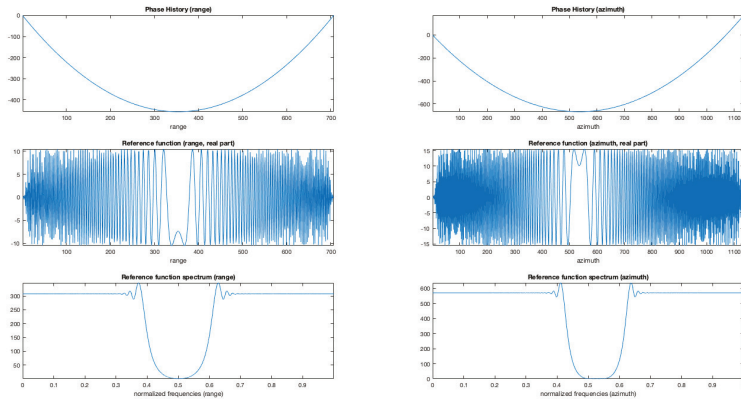 Phase History (range)
0
-200
-400
100 200 300 400 500 600 700
range
Phase History (azimuth)
0
-200
-400
-600
100 200 300 400 500 600 700 800 900 1000 1100
azimuth
Reference function (range, real part)
10
5
0
-5
-10
100 200 300 400 500 600 700
range
Reference function (azimuth, real part)
15
10
5
0
-5
-10
-15
100 200 300 400 500 600 700 800 900 1000 1100
azimuth
Reference function spectrum (range)
300
250
200
150
100
50
0 0.1 0.2 0.3 0.4 0.5 0.6 0.7 0.8 0.9
normalized frequencies (range)
Reference function spectrum (azimuth)
600
500
400
300
200
100
0
0 0.1 0.2 0.3 0.4 0.5 0.6 0.7 0.8 0.9
normalized frequencies (azimuth)